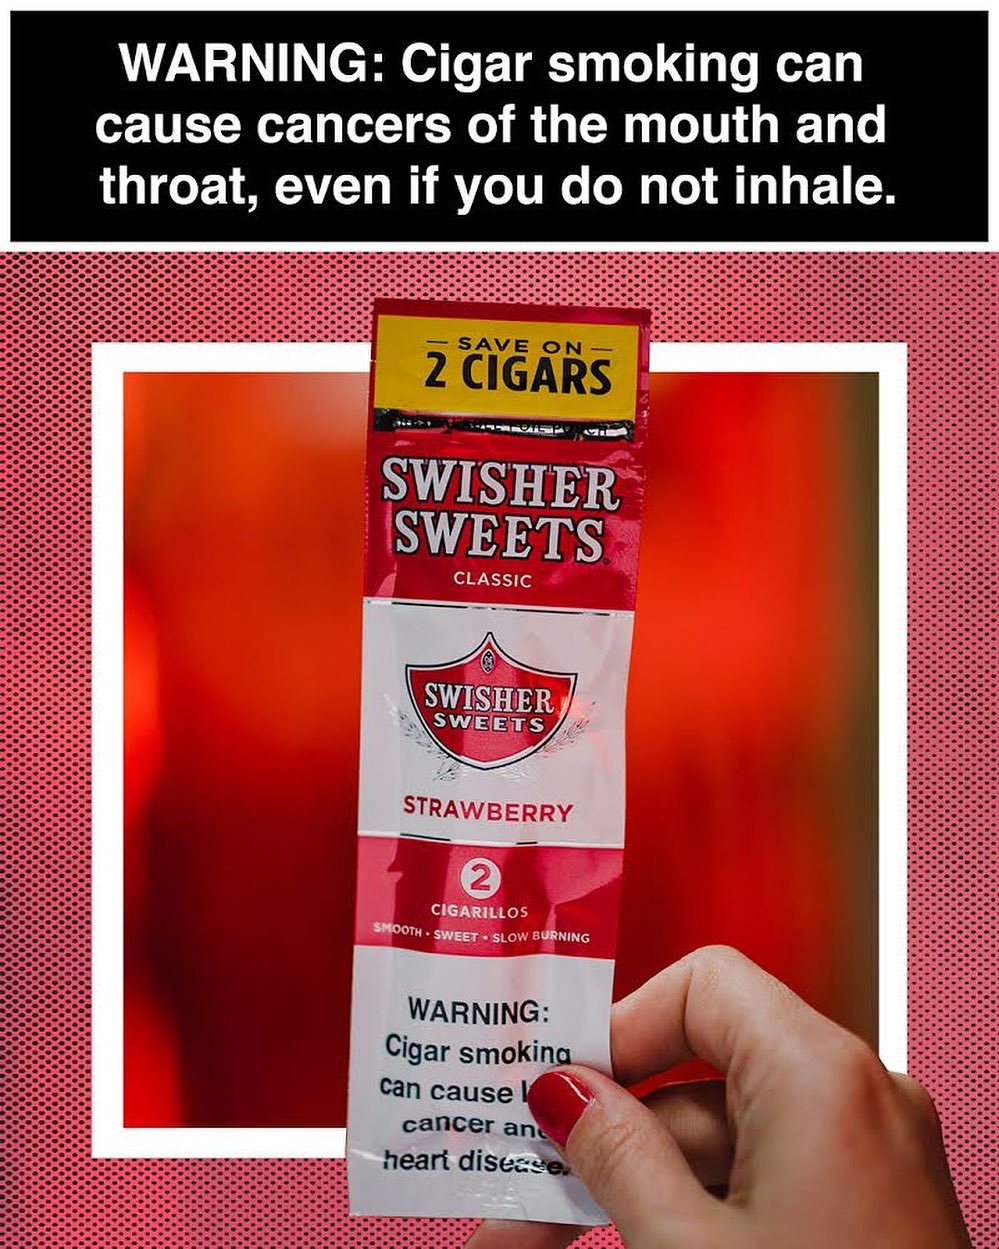 WARNING: Cigar smoking can
cause cancers of the mouth and
throat, even if you do not inhale.
SAVE ON
2 CIGARS
SWISHER
SWEETS
CLASSIC
SWISHER
SWEETS
STRAWBERRY
2
CIGARILLOS
SMOOTH • SWEET • SLOW BURNING
WARNING:
Cigar smoking
can cause
cancer and
heart disease.